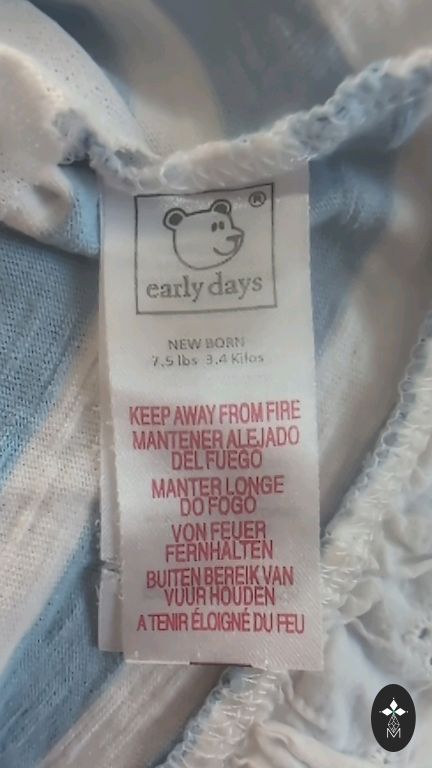 ®
early days
NEW BORN
7.5 lbs 3.4 Kilos
KEEP AWAY FROM FIRE
MANTENER ALEJADO
DEL FUEGO
MANTER LONGE
DO FOGO
VON FEUER
FERNHALTEN
BUITEN BEREIK VAN
VUUR HOUDEN
A TENIR ÉLOIGNÉ DU FEU
M